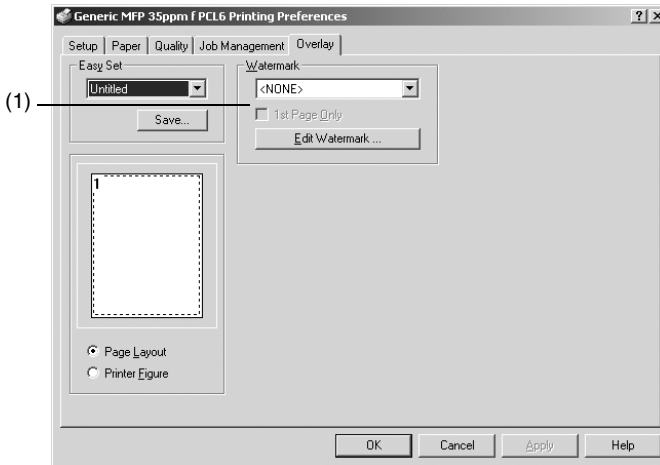 Generic MFP 35ppm f PCL6 Printing Preferences
Setup Paper Quality Job Management Overlay
Easy Set
Untitled
Save...
Watermark
<NONE>
1st Page Only
Edit Watermark ...
(1)
1
Page Layout
Printer Figure
OK Cancel Apply Help